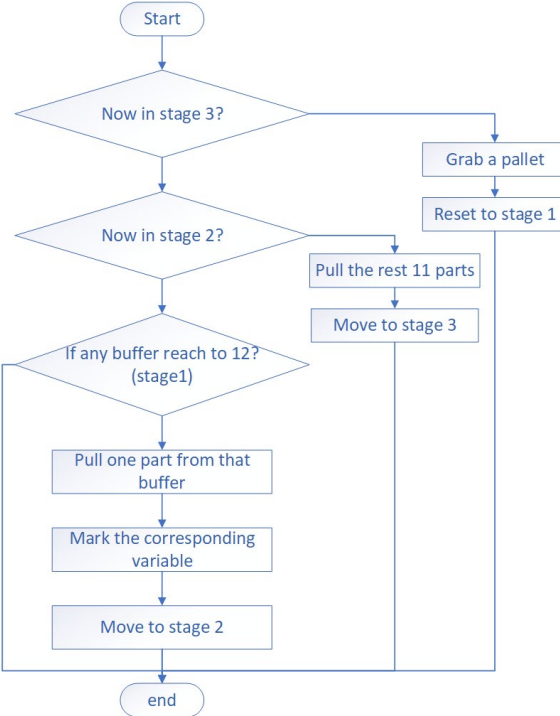 Start
Now in stage 3?
Grab a pallet
Reset to stage 1
Now in stage 2?
Pull the rest 11 parts
Move to stage 3
If any buffer reach to 12?
(stage1)
Pull one part from that
buffer
Mark the corresponding
variable
Move to stage 2
end